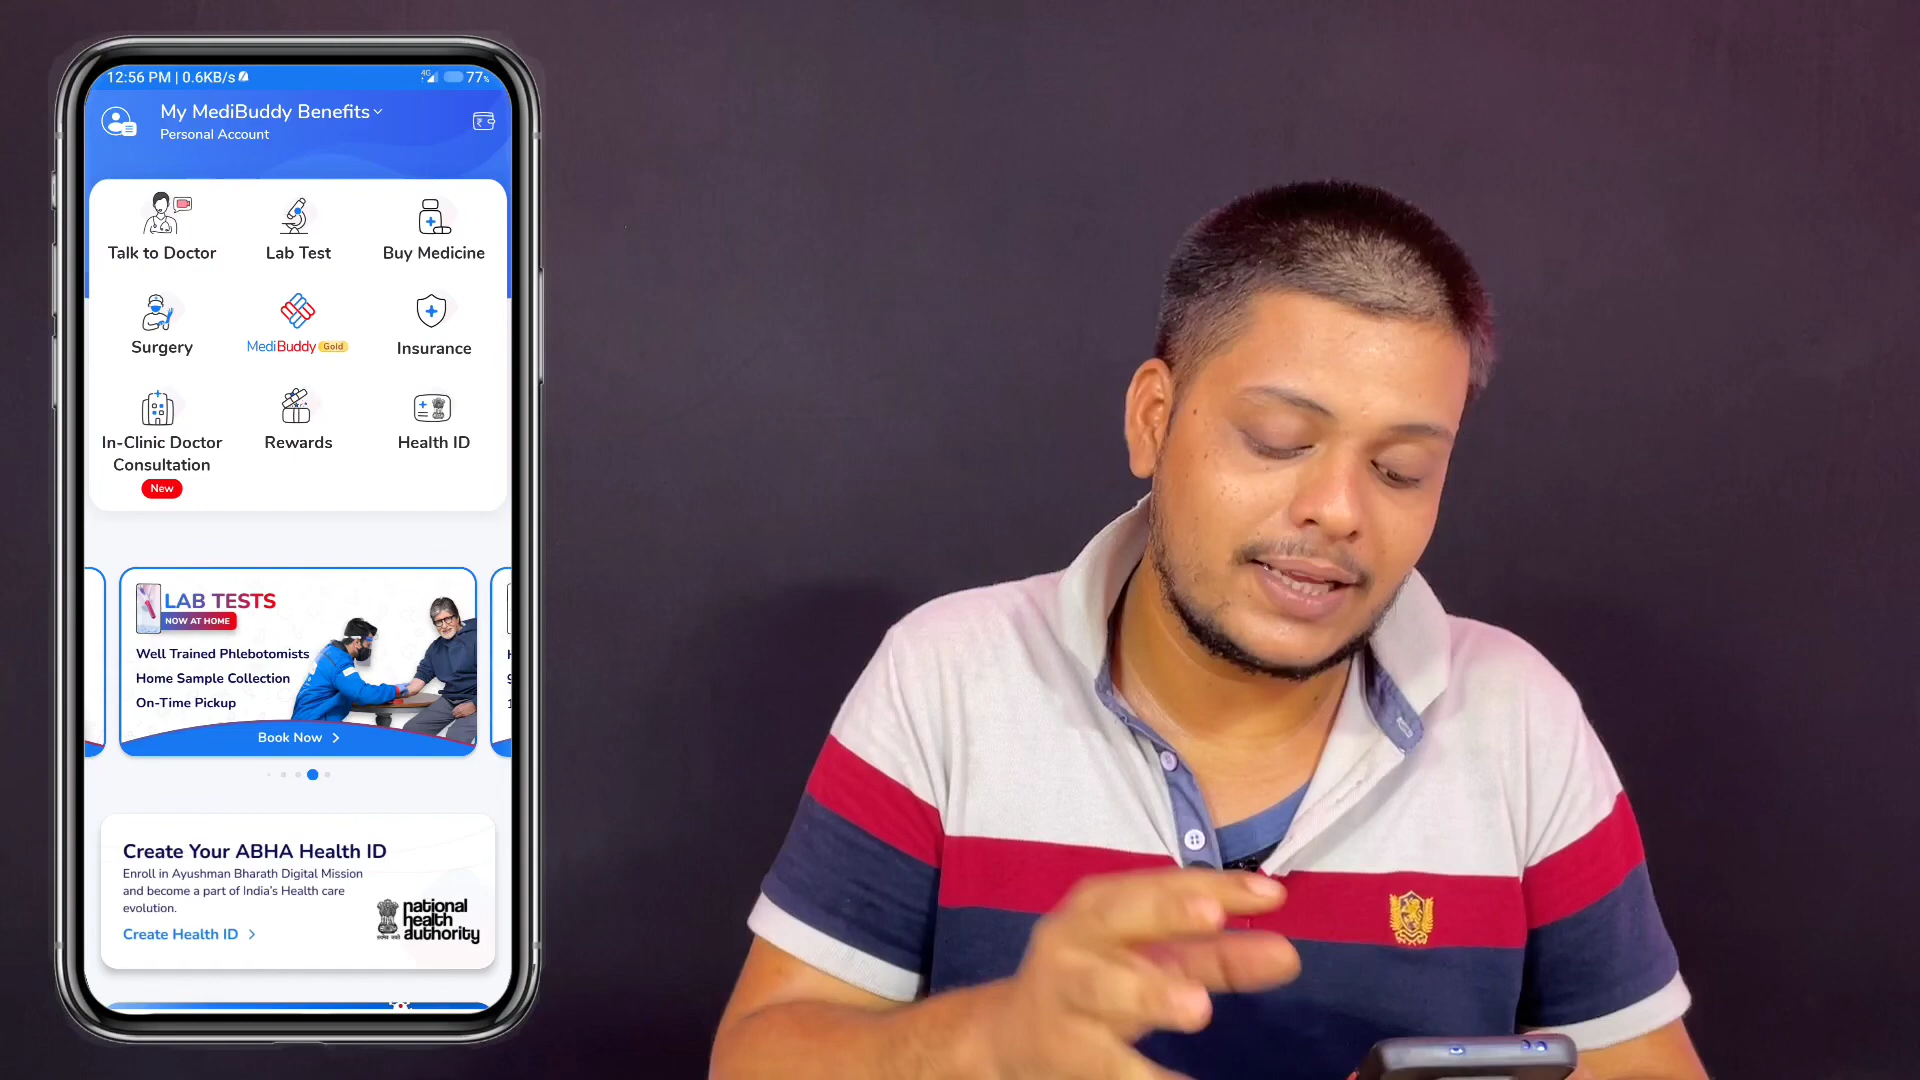 12:56 PM | 0.6KB/s
4G
77%
My MediBuddy Benefits
Personal Account
Talk to Doctor
Lab Test
Buy Medicine
Surgery
MediBuddy Gold
Insurance
In-Clinic Doctor
Consultation
New
Rewards
Health ID
LAB TESTS
NOW AT HOME
Well Trained Phlebotomists
Home Sample Collection
On-Time Pickup
Book Now
Create Your ABHA Health ID
Enroll in Ayushman Bharath Digital Mission
and become a part of India's Health care
evolution.
Create Health ID
national
health
authority